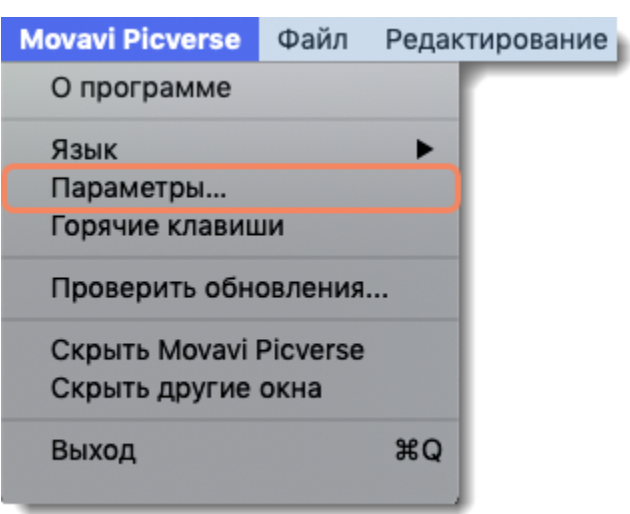 Movavi Picverse Файл Редактирование
О программе
Язык ▶
Параметры...
Горячие клавиши
Проверить обновления...
Скрыть Movavi Picverse
Скрыть другие окна
Выход ⌘Q